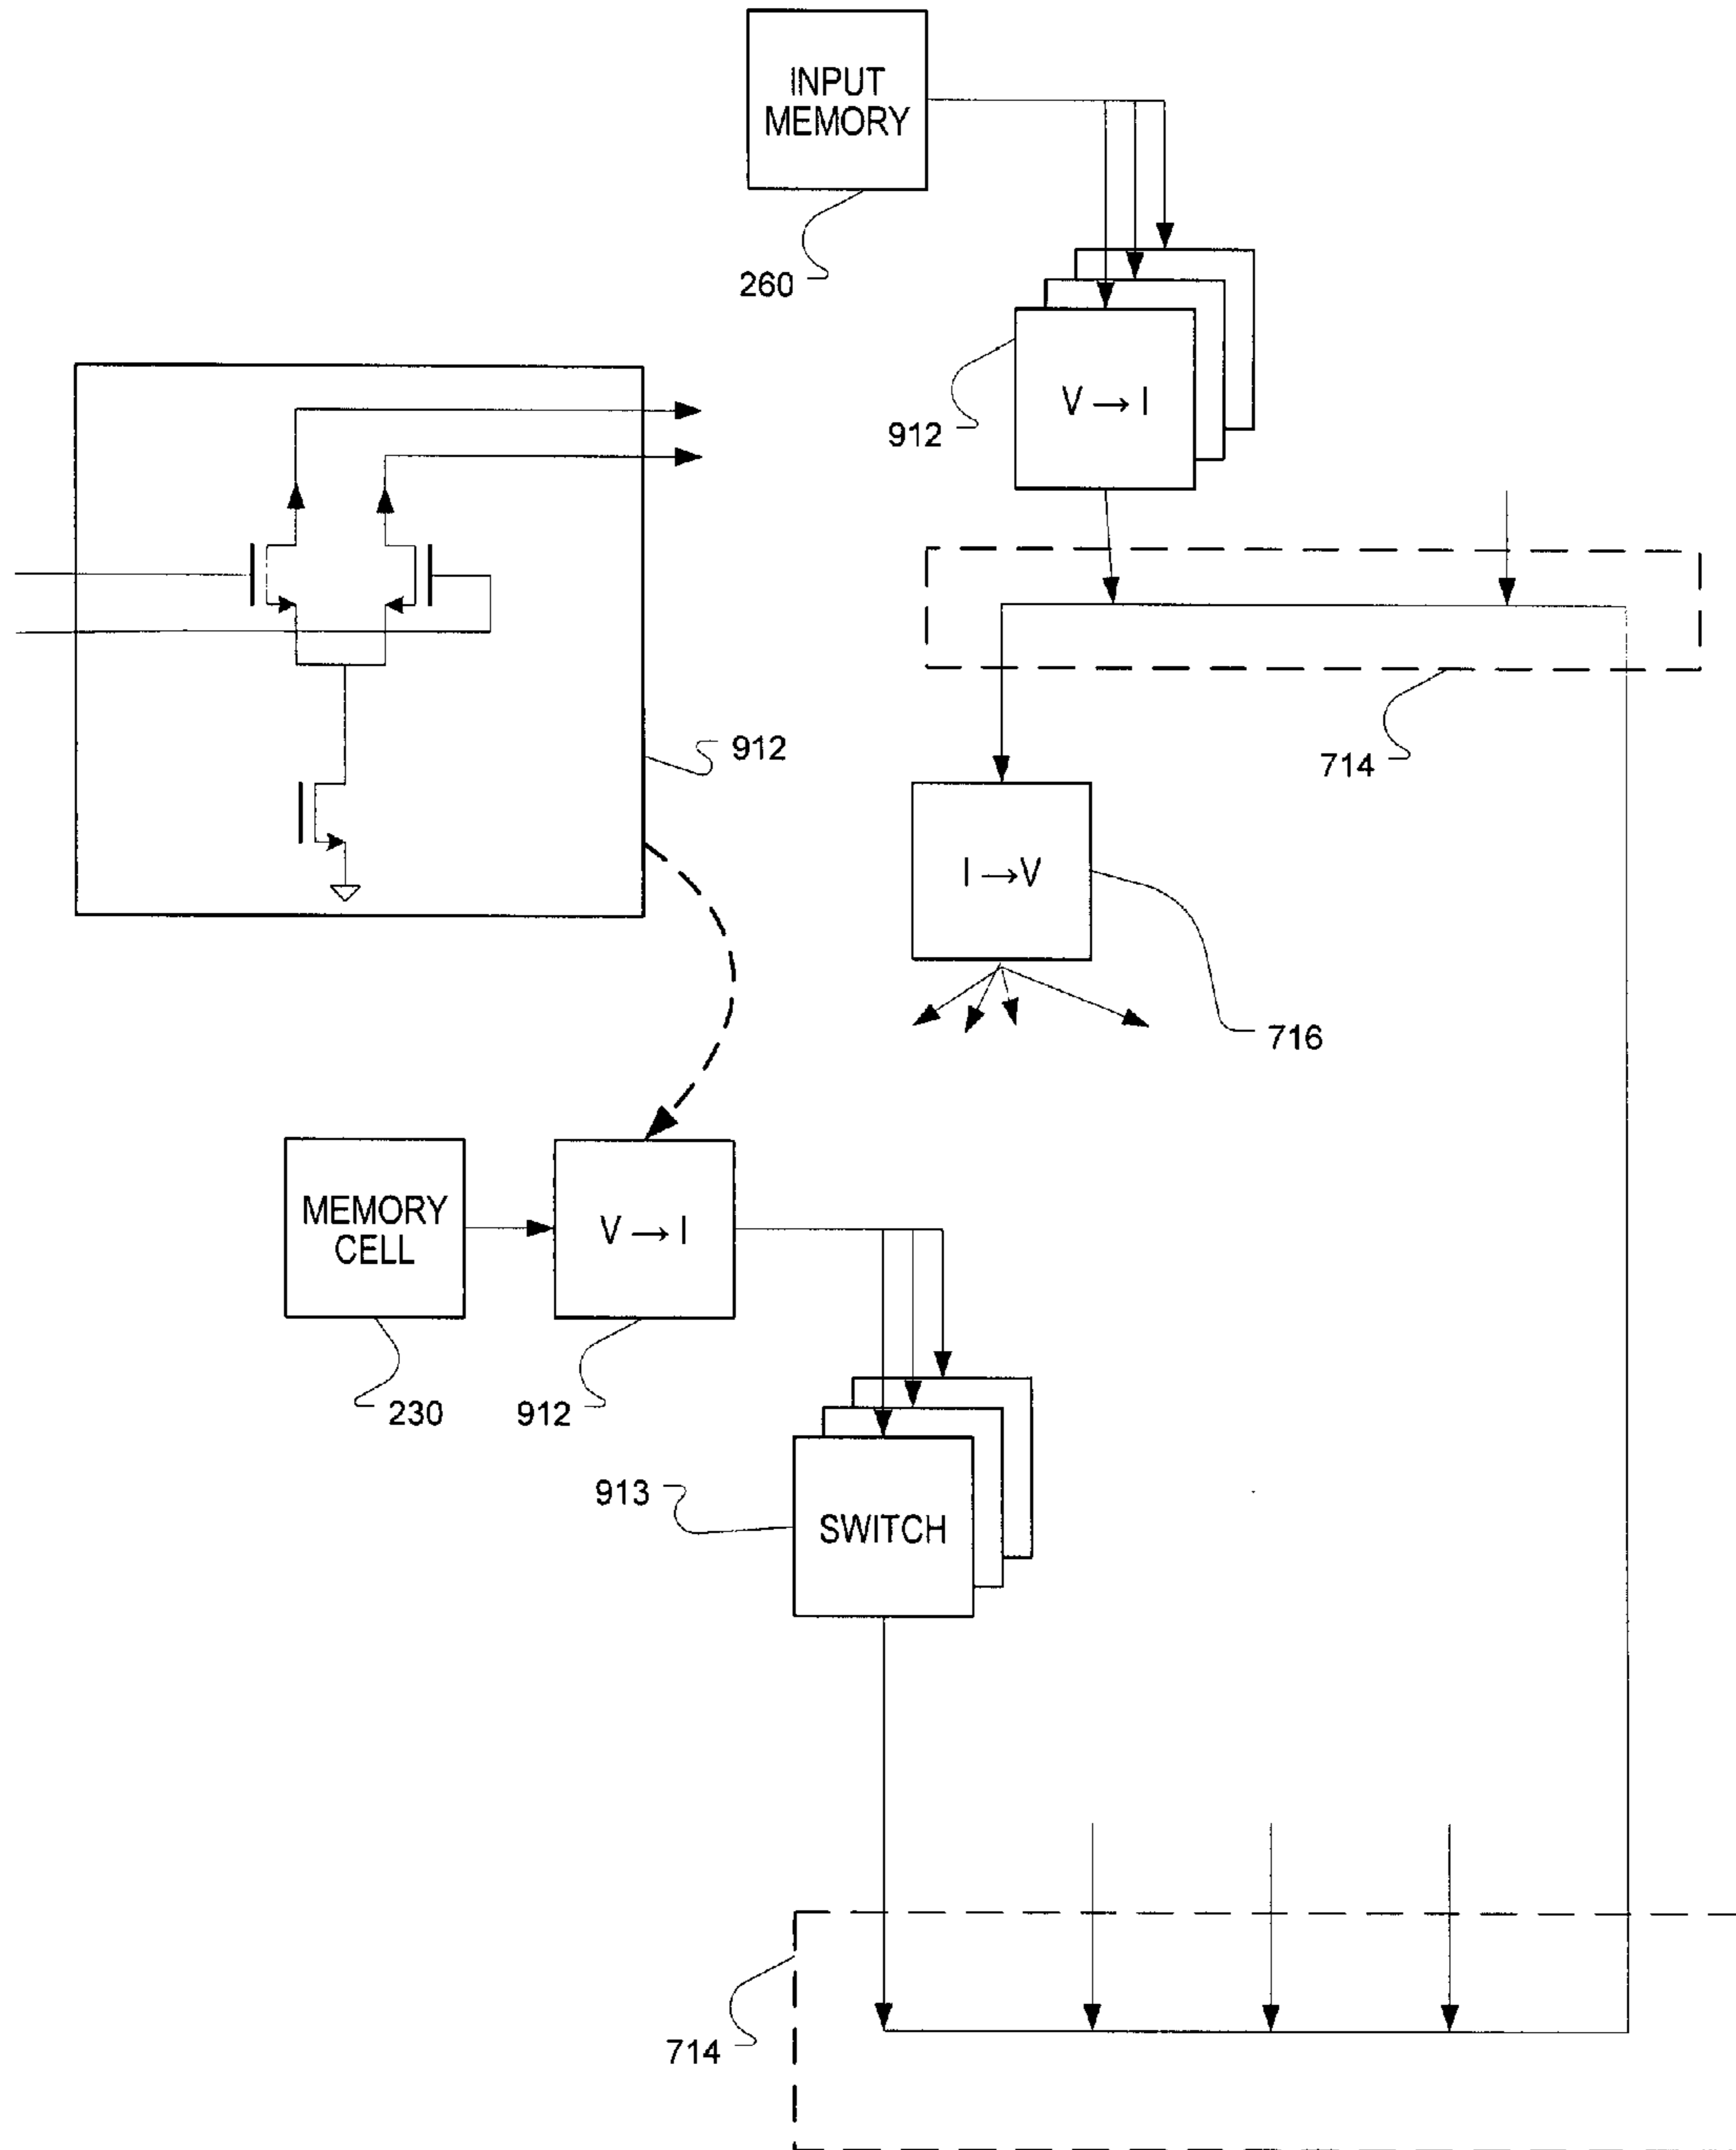 INPUT
MEMORY
260
912
V → I
912
714
I → V
716
MEMORY
CELL
V → I
230
912
913
SWITCH
714